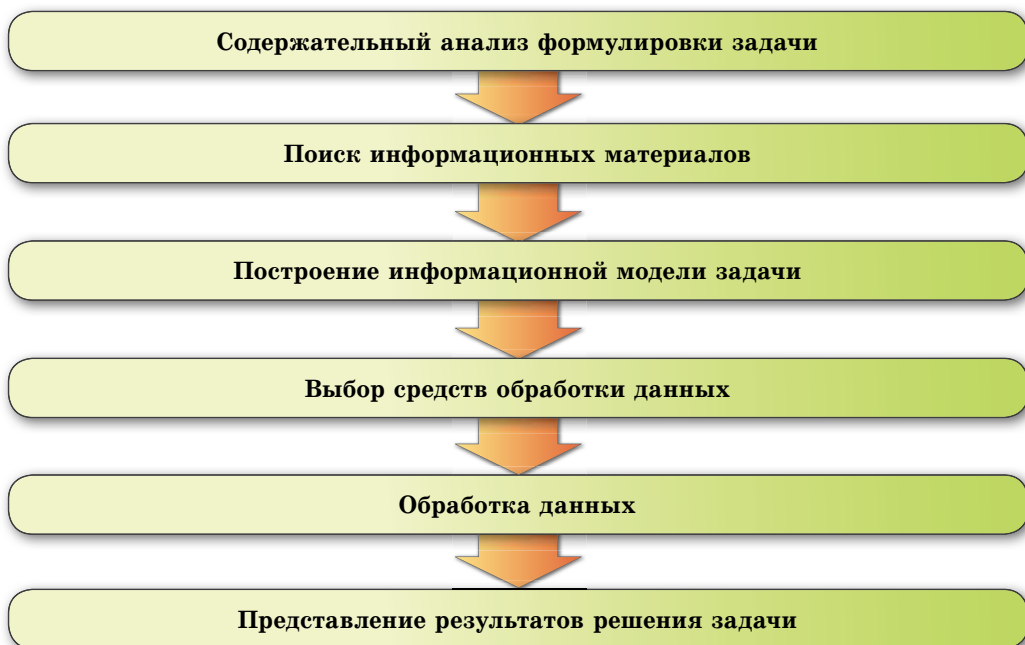 Содержательный анализ формулировки задачи
Поиск информационных материалов
Построение информационной модели задачи
Выбор средств обработки данных
Обработка данных
Представление результатов решения задачи